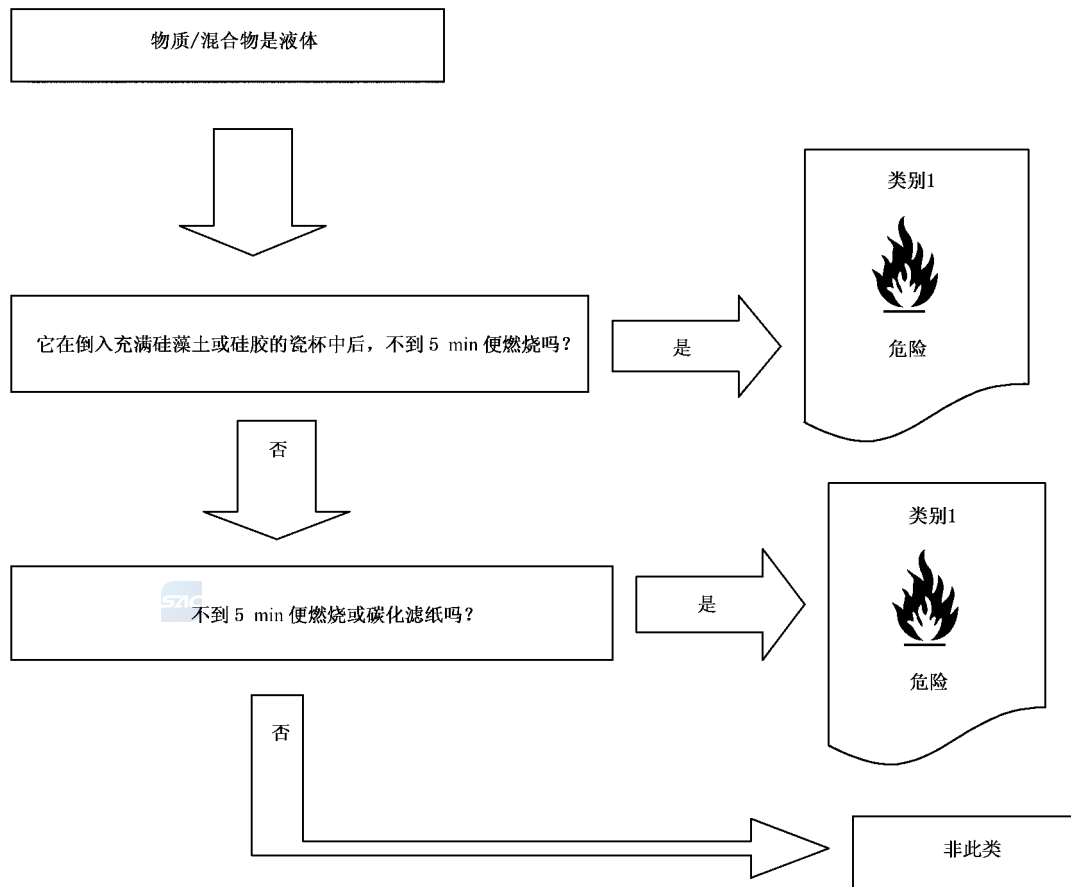 物质/混合物是液体
类别1
危险
它在倒入充满硅藻土或硅胶的瓷杯中后，不到 5 min 便燃烧吗？
是
否
类别1
危险
SAC
不到 5 min 便燃烧或碳化滤纸吗？
是
否
非此类